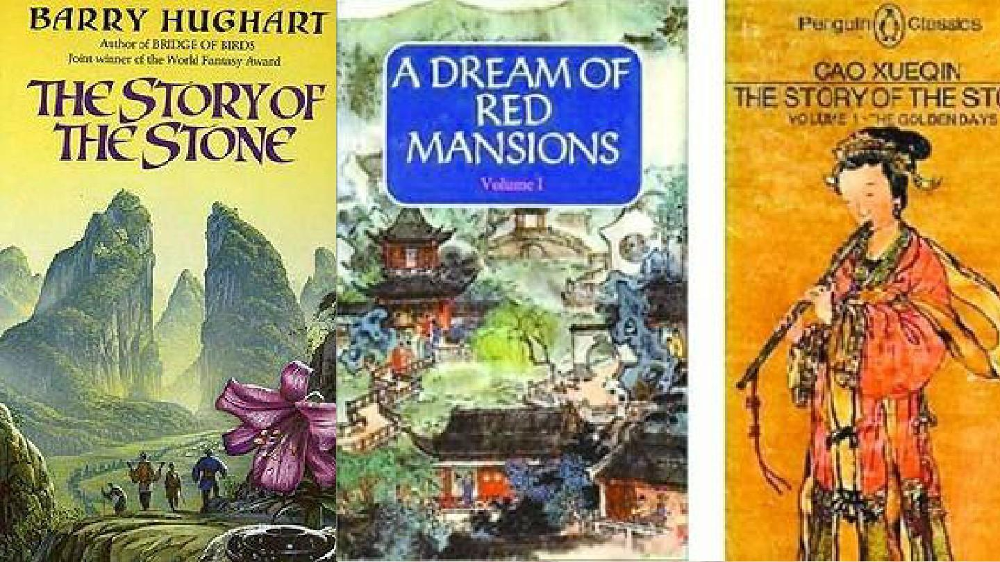 BARRY HUGHART
Author of BRIDGE OF BIRDS
Joint winner of the World Fantasy Award
THE STORY OF
THE STONE
A DREAM OF
RED
MANSIONS
Volume I
Penguin Classics
CAO XUEQIN
THE STORY OF THE STO
VOLUME 1 - THE GOLDEN DAYS